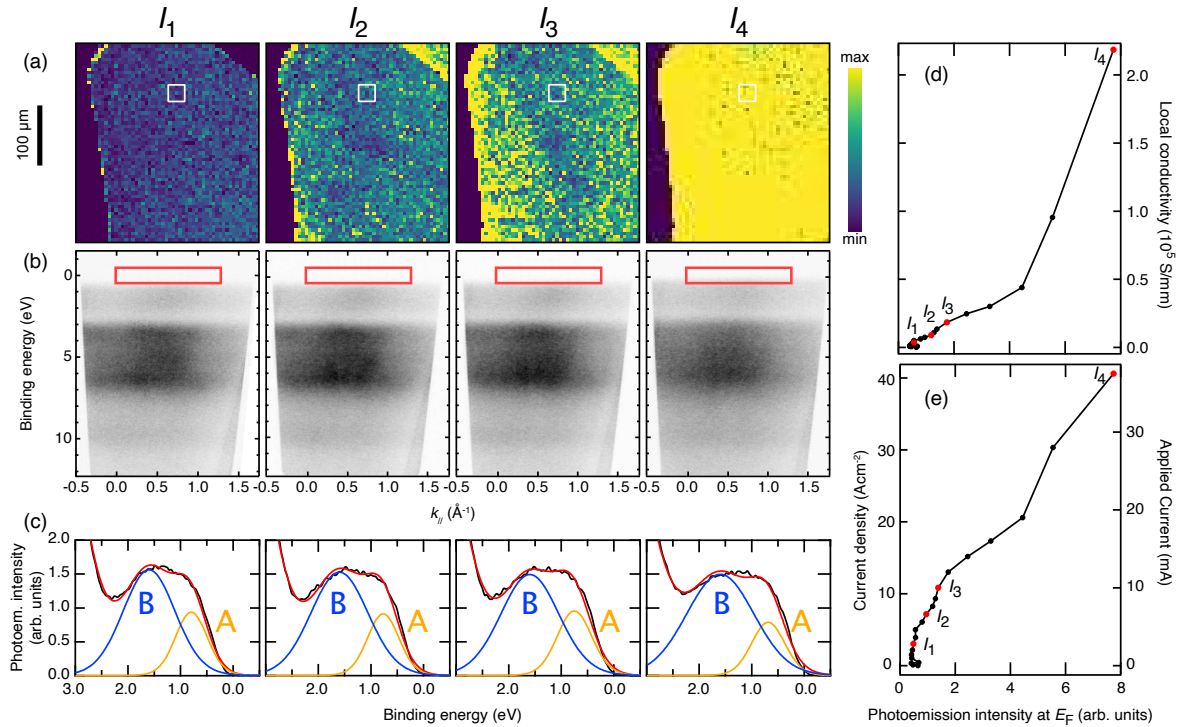 I1 I2 I3 I4
(a)
100 µm
max
min
(b)
Binding energy (eV)
0
5
10
-0.5 0.0 0.5 1.0 1.5 -0.5 0.0 0.5 1.0 1.5 -0.5 0.0 0.5 1.0 1.5 -0.5 0.0 0.5 1.0 1.5
k// (Å-1)
(c)
Photoem. intensity
(arb. units)
2.0
1.5
1.0
0.5
0.0
B A B A B A B A
3.0 2.0 1.0 0.0 2.0 1.0 0.0 2.0 1.0 0.0 2.0 1.0 0.0
Binding energy (eV)
(d)
I4
I3
I2
I1
2.0
1.0
0.5
0.0
Local conductivity (105 S/mm)
(e)
I4
I3
I2
I1
40
30
20
10
0
Current density (Acm-2)
30
20
10
0
Applied Current (mA)
0 2 4 6 8
Photoemission intensity at EF (arb. units)